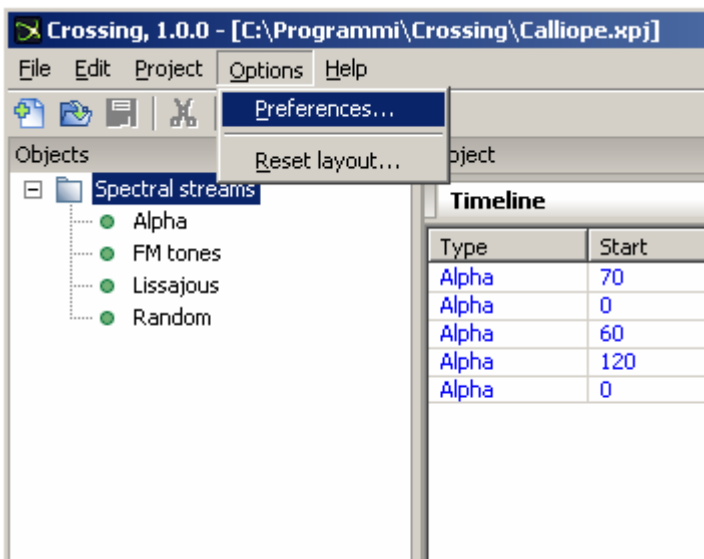 Crossing, 1.0.0 - [C:\Programmi\Crossing\Calliope.xpj]
File Edit Project Options Help
Preferences...
Reset layout...
Objects
oject
Spectral streams
Alpha
FM tones
Lissajous
Random
Timeline
Type Start
Alpha 70
Alpha 0
Alpha 60
Alpha 120
Alpha 0